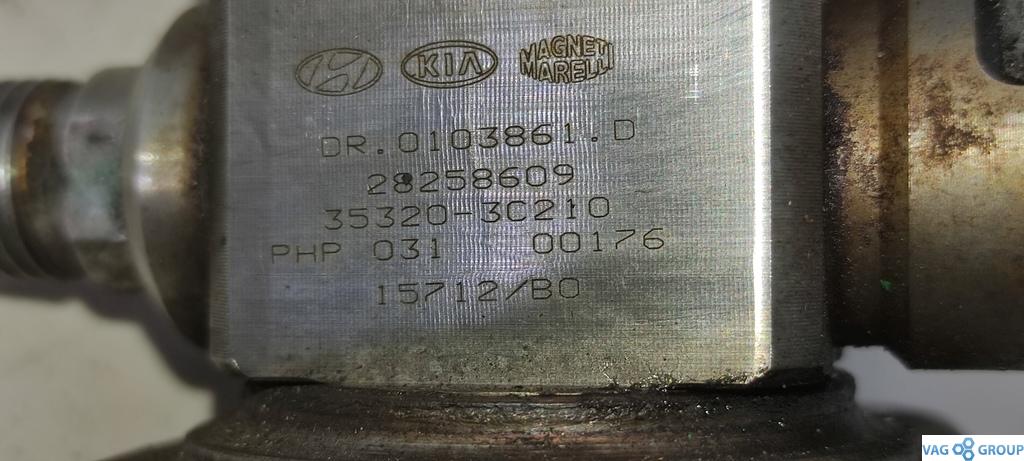 KIA MAGNETI MARELLI
DR.0103861.D
28258609
35320-3C210
PHP 031 00176
15712/B0
VAG GROUP